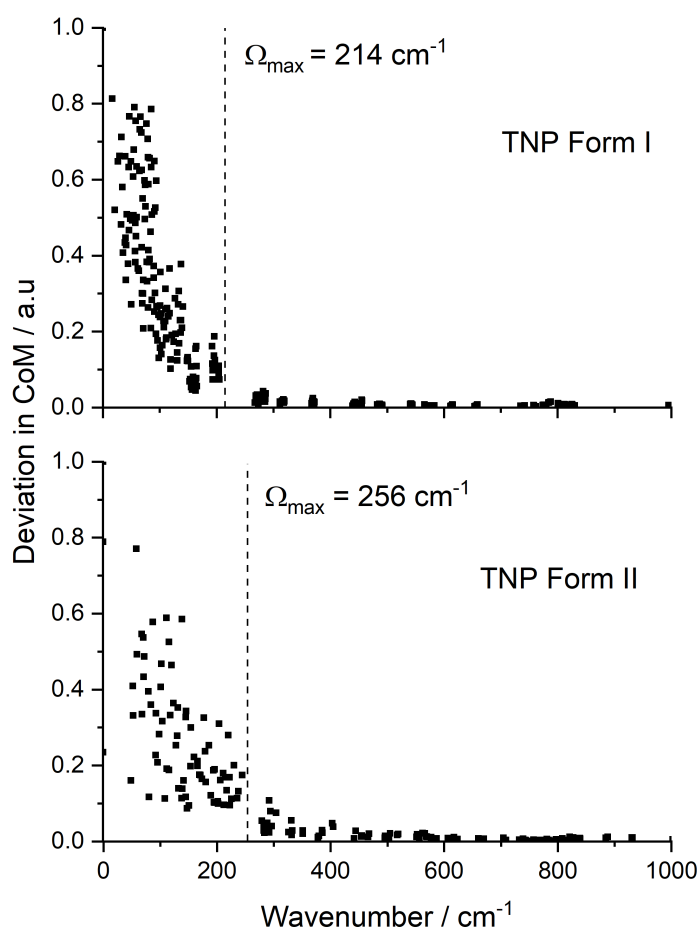 1.0
Ωmax = 214 cm-1
0.8
TNP Form I
0.6
0.4
0.2
0.0
Deviation in CoM / a.u
1.0
Ωmax = 256 cm-1
0.8
TNP Form II
0.6
0.4
0.2
0.0
0 200 400 600 800 1000
Wavenumber / cm-1